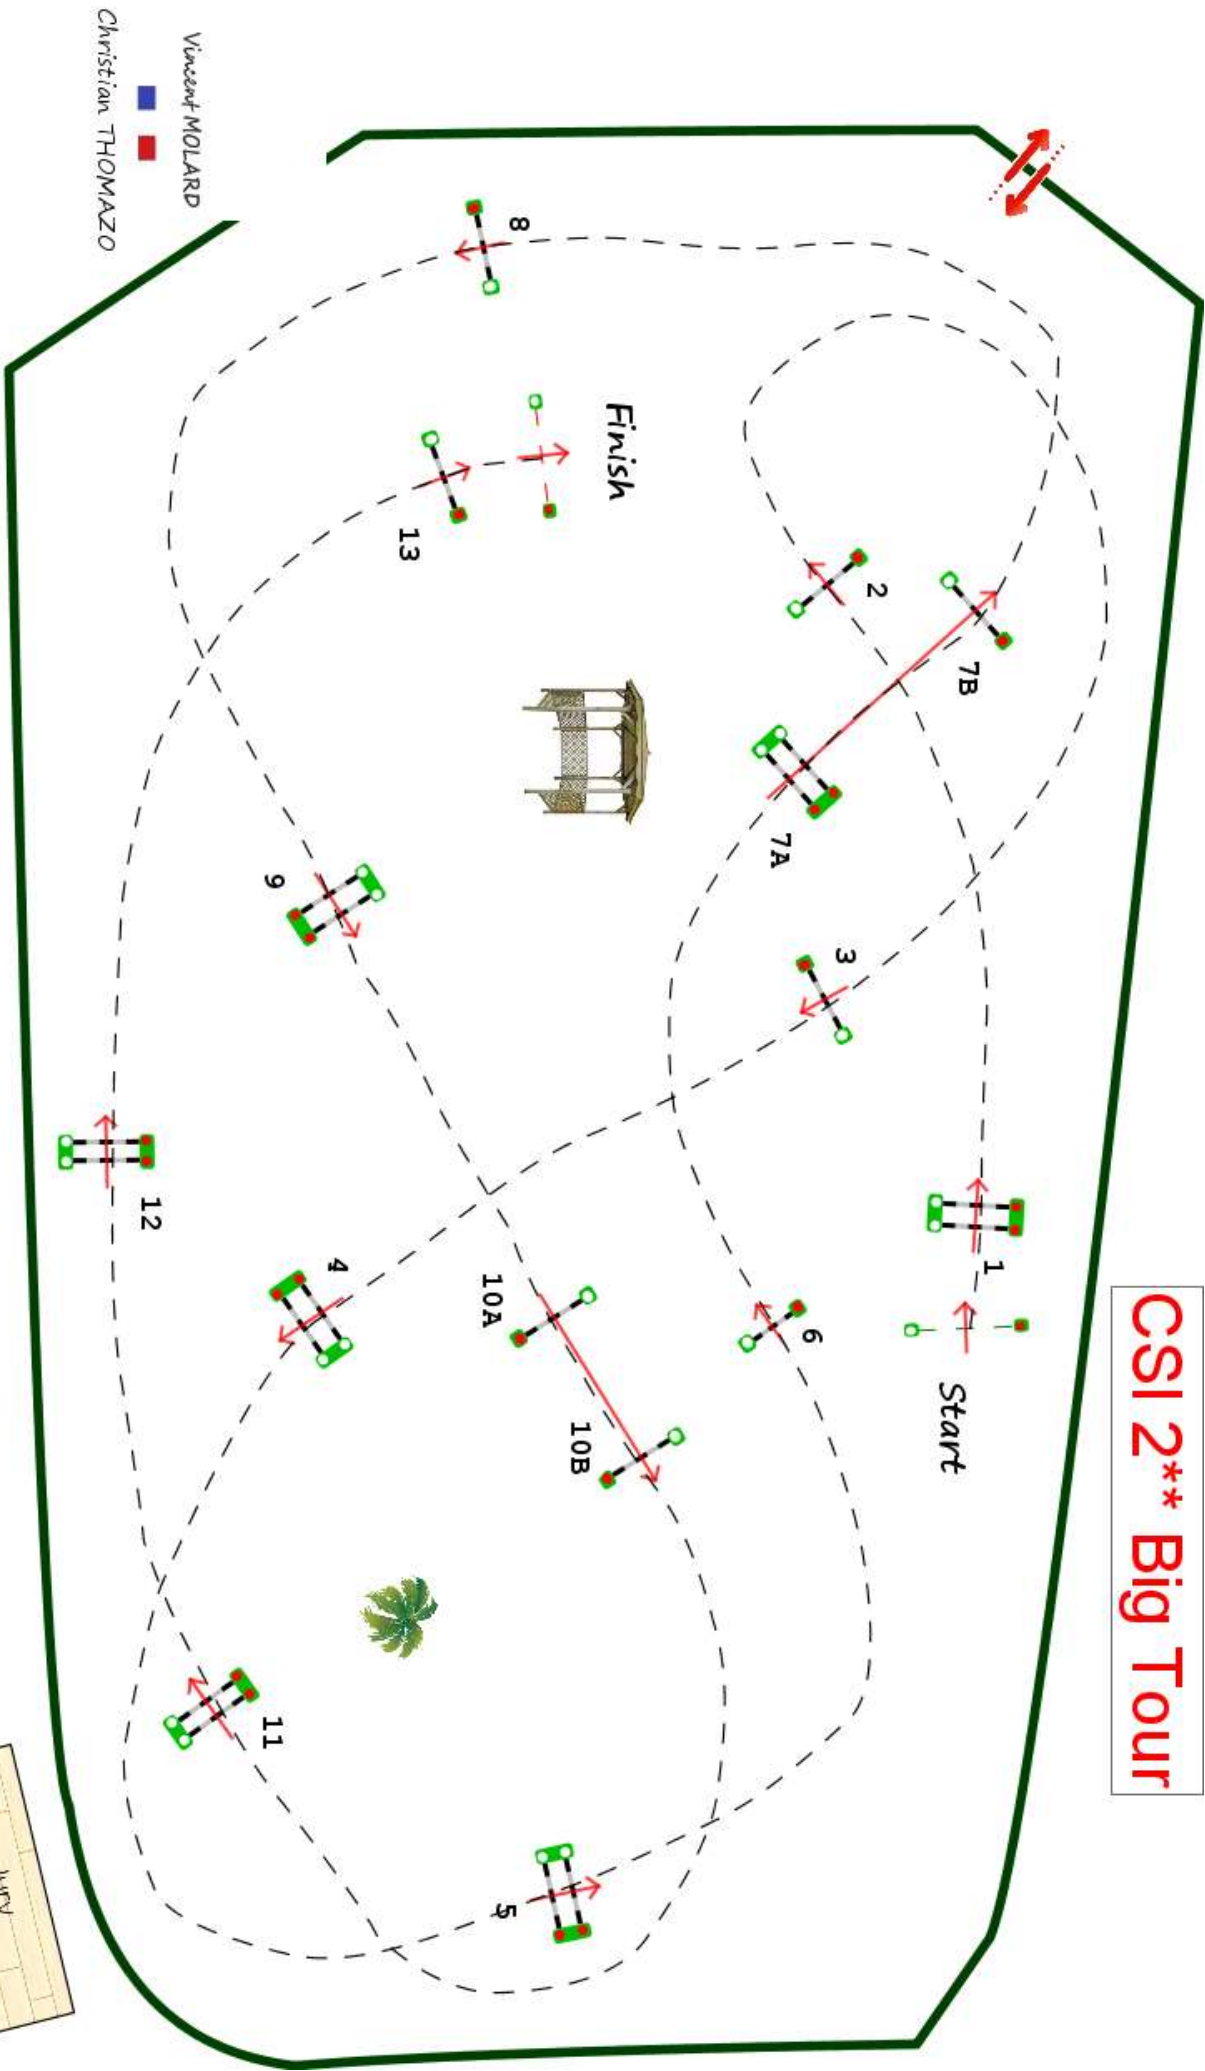 CSI 2** Big Tour
Start
1
6
7B
2
3
7A
Finish
10B
10A
5
8
13
4
9
11
12
Vincent MOLARD
Christian THOMAZO
Jury